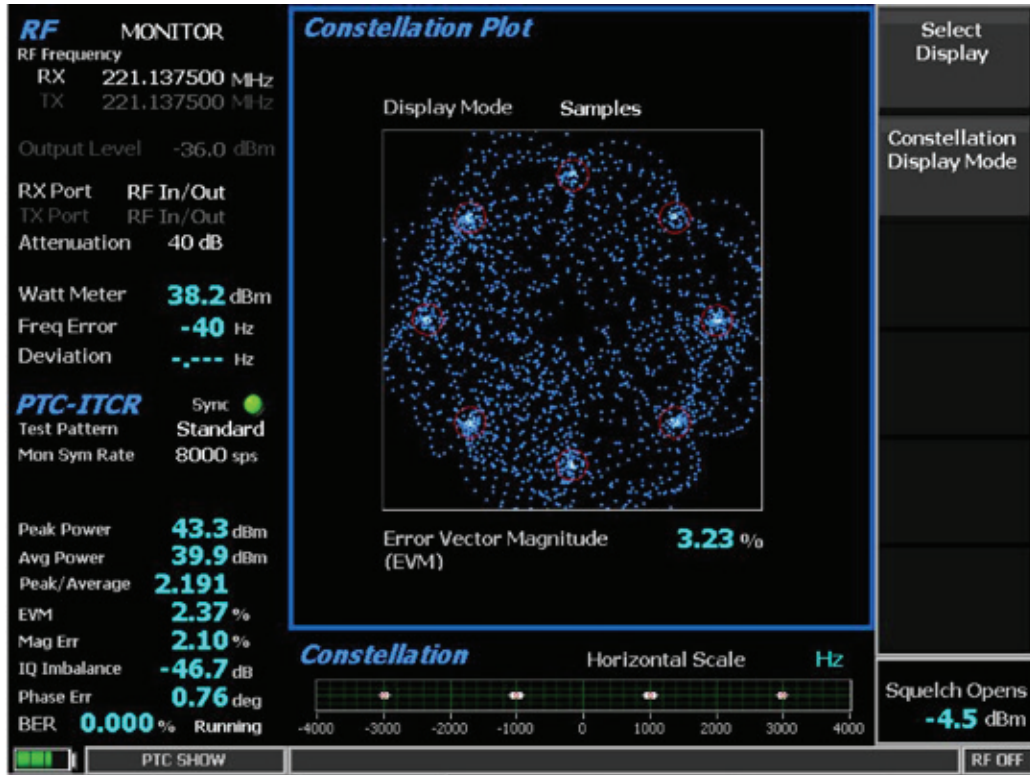 RF MONITOR
RF Frequency
RX 221.137500 MHz
TX 221.137500 MHz
Output Level -36.0 dBm
RX Port RF In/Out
TX Port RF In/Out
Attenuation 40 dB
Watt Meter 38.2 dBm
Freq Error -40 Hz
Deviation -.--- Hz
PTC-ITCR Sync
Test Pattern Standard
Mon Sym Rate 8000 sps
Peak Power 43.3 dBm
Avg Power 39.9 dBm
Peak/Average 2.191
EVM 2.37 %
Mag Err 2.10 %
IQ Imbalance -46.7 dB
Phase Err 0.76 deg
BER 0.000 % Running
Constellation Plot
Display Mode Samples
Error Vector Magnitude 3.23 %
(EVM)
Constellation Horizontal Scale Hz
-4000 -3000 -2000 -1000 0 1000 2000 3000 4000
Select
Display
Constellation
Display Mode
Squelch Opens
-4.5 dBm
PTC SHOW RF OFF